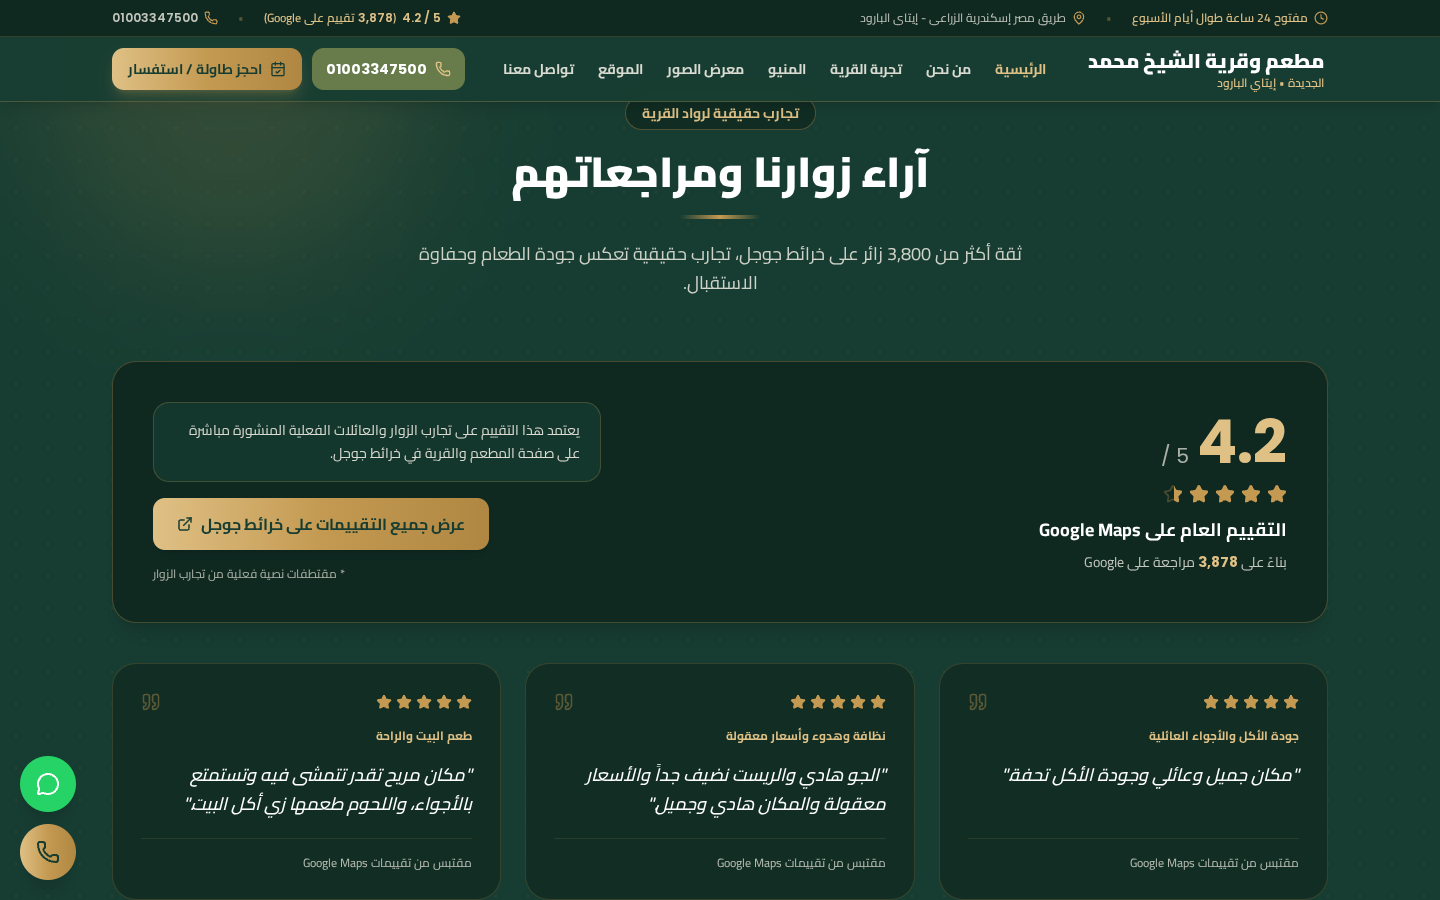 مفتوح 24 ساعة طوال أيام الأسبوع
طريق مصر إسكندرية الزراعى - إيتاى البارود
4.2 / 5 (3,878 تقييم على Google)
01003347500
مطعم وقرية الشيخ محمد
الجديدة • إيتاي البارود
الرئيسية
من نحن
تجربة القرية
المنيو
معرض الصور
الموقع
تواصل معنا
01003347500
احجز طاولة / استفسار
تجارب حقيقية لرواد القرية
آراء زوارنا ومراجعاتهم
ثقة أكثر من 3,800 زائر على خرائط جوجل، تجارب حقيقية تعكس جودة الطعام وحفاوة
الاستقبال.
4.2 / 5
التقييم العام على Google Maps
بناءً على 3,878 مراجعة على Google
يعتمد هذا التقييم على تجارب الزوار والعائلات الفعلية المنشورة مباشرة
على صفحة المطعم والقرية في خرائط جوجل.
عرض جميع التقييمات على خرائط جوجل
* مقتطفات نصية فعلية من تجارب الزوار
جودة الأكل والأجواء العائلية
"مكان جميل وعائلي وجودة الأكل تحفة."
مقتبس من تقييمات Google Maps
نظافة وهدوء وأسعار معقولة
"الجو هادي والريست نضيف جداً والأسعار
معقولة والمكان هادي وجميل."
مقتبس من تقييمات Google Maps
طعم البيت والراحة
"مكان مريح تقدر تتمشى فيه وتستمتع
بالأجواء، واللحوم طعمها زي أكل البيت."
مقتبس من تقييمات Google Maps